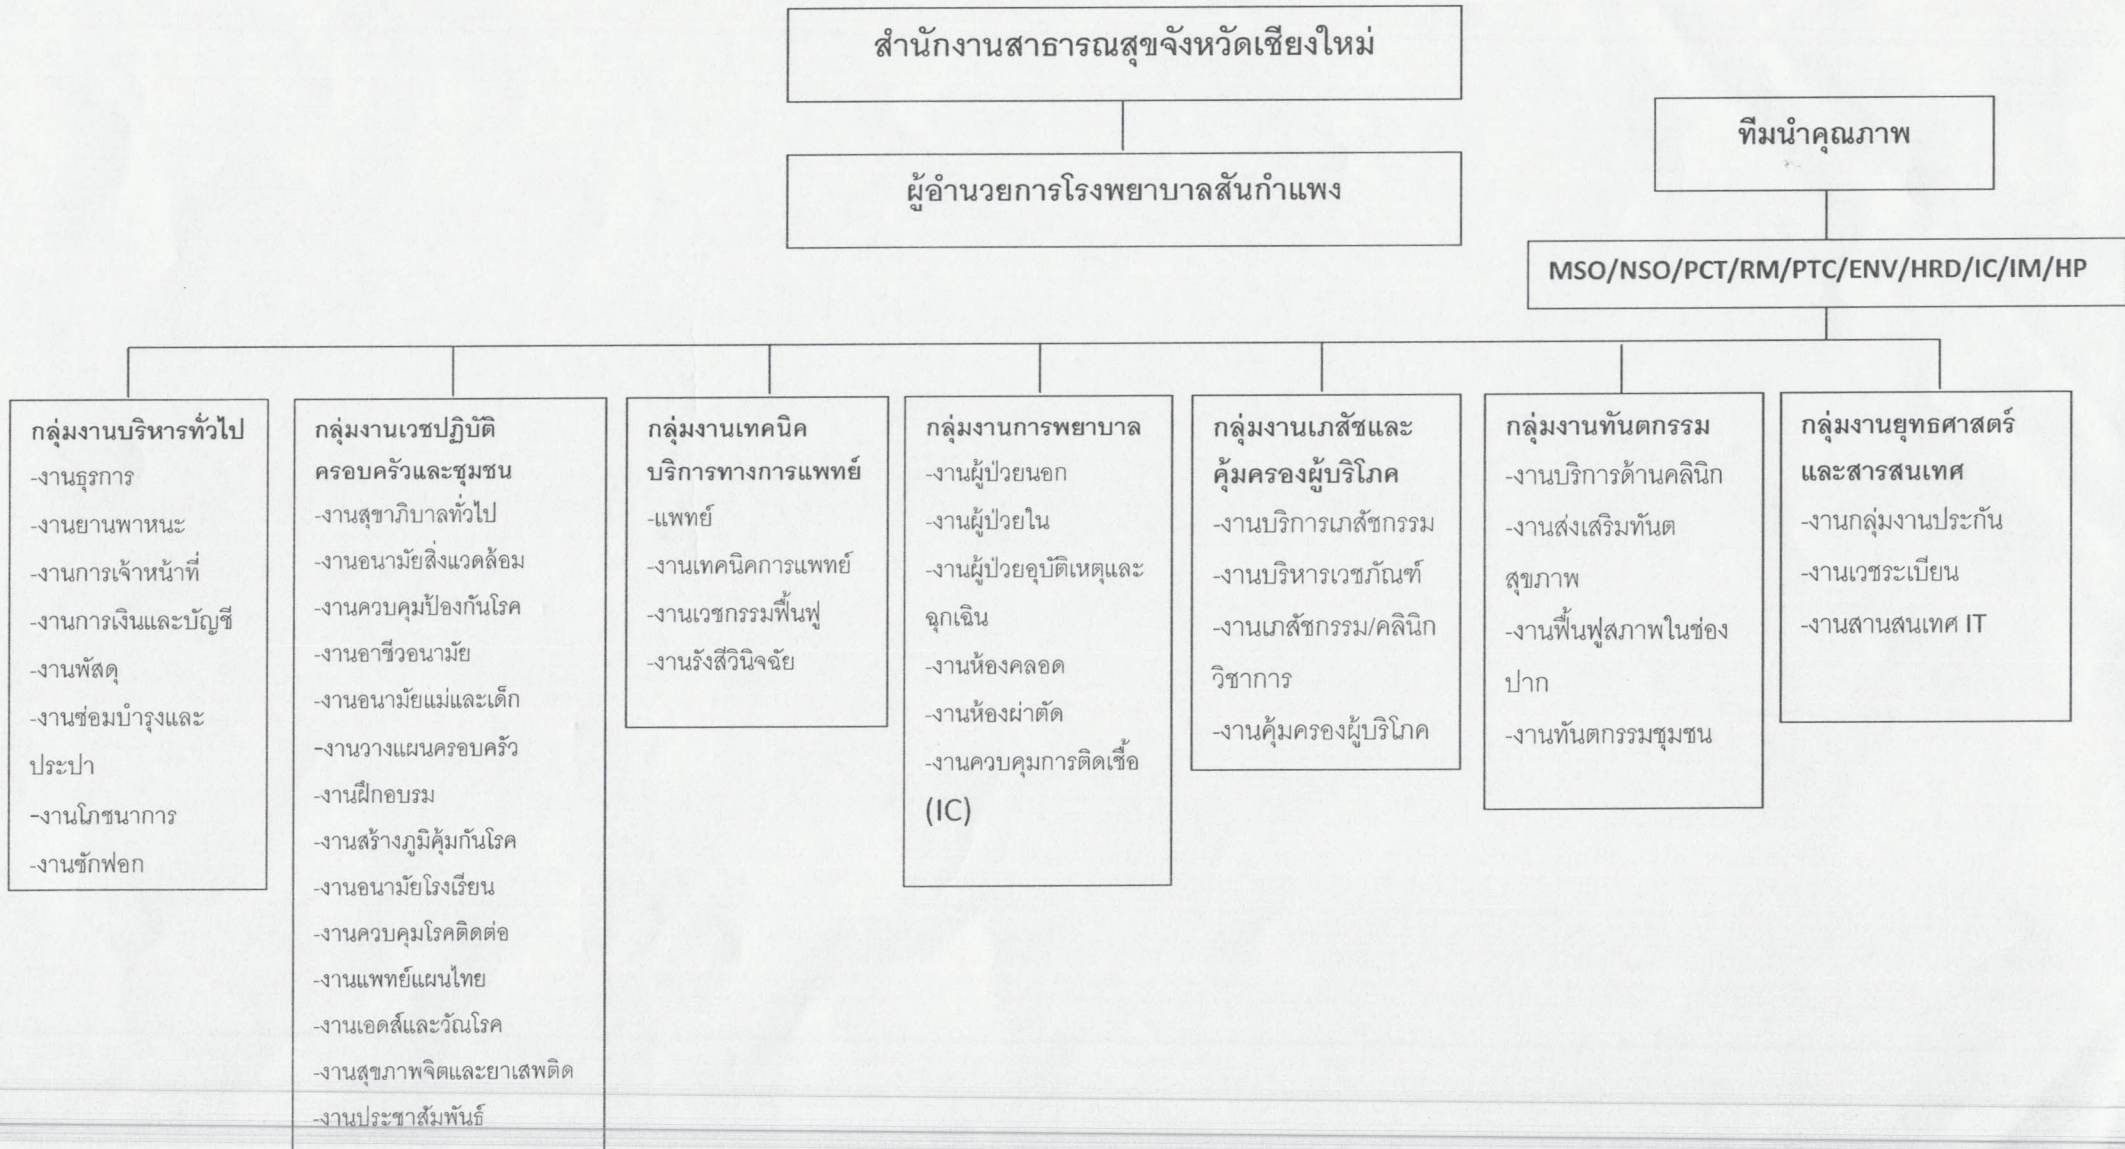 สำนักงานสาธารณสุขจังหวัดเชียงใหม่
ผู้อำนวยการโรงพยาบาลสันกำแพง
ทีมนำคุณภาพ
MSO/NSO/PCT/RM/PTC/ENV/HRD/IC/IM/HP
กลุ่มงานบริหารทั่วไป
-งานธุรการ
-งานยานพาหนะ
-งานการเจ้าหน้าที่
-งานการเงินและบัญชี
-งานพัสดุ
-งานซ่อมบำรุงและ
ประปา
-งานโภชนาการ
-งานซักฟอก
กลุ่มงานเวชปฏิบัติ
ครอบครัวและชุมชน
-งานสุขาภิบาลทั่วไป
-งานอนามัยสิ่งแวดล้อม
-งานควบคุมป้องกันโรค
-งานอาชีวอนามัย
-งานอนามัยแม่และเด็ก
-งานวางแผนครอบครัว
-งานฝึกอบรม
-งานสร้างภูมิคุ้มกันโรค
-งานอนามัยโรงเรียน
-งานควบคุมโรคติดต่อ
-งานแพทย์แผนไทย
-งานเอดส์และวัณโรค
-งานสุขภาพจิตและยาเสพติด
-งานประชาสัมพันธ์
กลุ่มงานเทคนิค
บริการทางการแพทย์
-แพทย์
-งานเทคนิคการแพทย์
-งานเวชกรรมฟื้นฟู
-งานรังสีวินิจฉัย
กลุ่มงานการพยาบาล
-งานผู้ป่วยนอก
-งานผู้ป่วยใน
-งานผู้ป่วยอุบัติเหตุและ
ฉุกเฉิน
-งานห้องคลอด
-งานห้องผ่าตัด
-งานควบคุมการติดเชื้อ
(IC)
กลุ่มงานเภสัชและ
คุ้มครองผู้บริโภค
-งานบริการเภสัชกรรม
-งานบริหารเวชภัณฑ์
-งานเภสัชกรรม/คลินิก
วิชาการ
-งานคุ้มครองผู้บริโภค
กลุ่มงานทันตกรรม
-งานบริการด้านคลินิก
-งานส่งเสริมทันต
สุขภาพ
-งานฟื้นฟูสภาพในช่อง
ปาก
-งานทันตกรรมชุมชน
กลุ่มงานยุทธศาสตร์
และสารสนเทศ
-งานกลุ่มงานประกัน
-งานเวชระเบียน
-งานสานสนเทศ IT